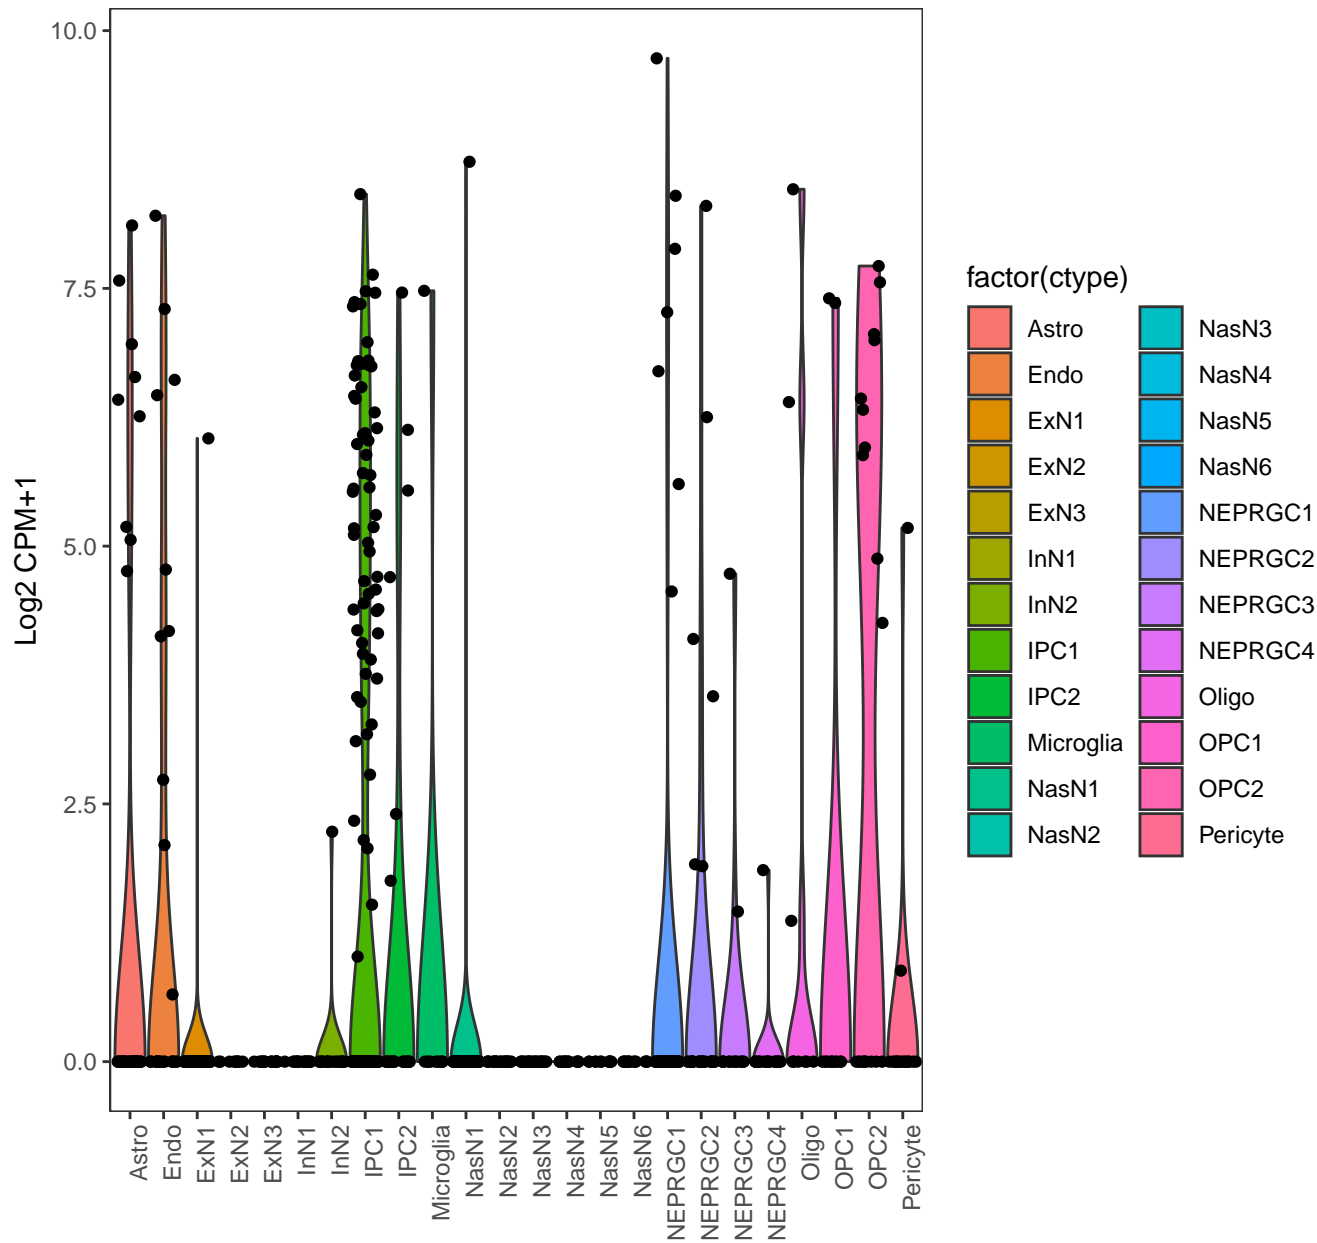 10.0
7.5
5.0
2.5
0.0
Log2 CPM+1
Astro
Endo
ExN1
ExN2
ExN3
InN1
InN2
IPC1
IPC2
Microglia
NasN1
NasN2
NasN3
NasN4
NasN5
NasN6
NEPRGC1
NEPRGC2
NEPRGC3
NEPRGC4
Oligo
OPC1
OPC2
Pericyte
factor(ctype)
Astro
Endo
ExN1
ExN2
ExN3
InN1
InN2
IPC1
IPC2
Microglia
NasN1
NasN2
NasN3
NasN4
NasN5
NasN6
NEPRGC1
NEPRGC2
NEPRGC3
NEPRGC4
Oligo
OPC1
OPC2
Pericyte